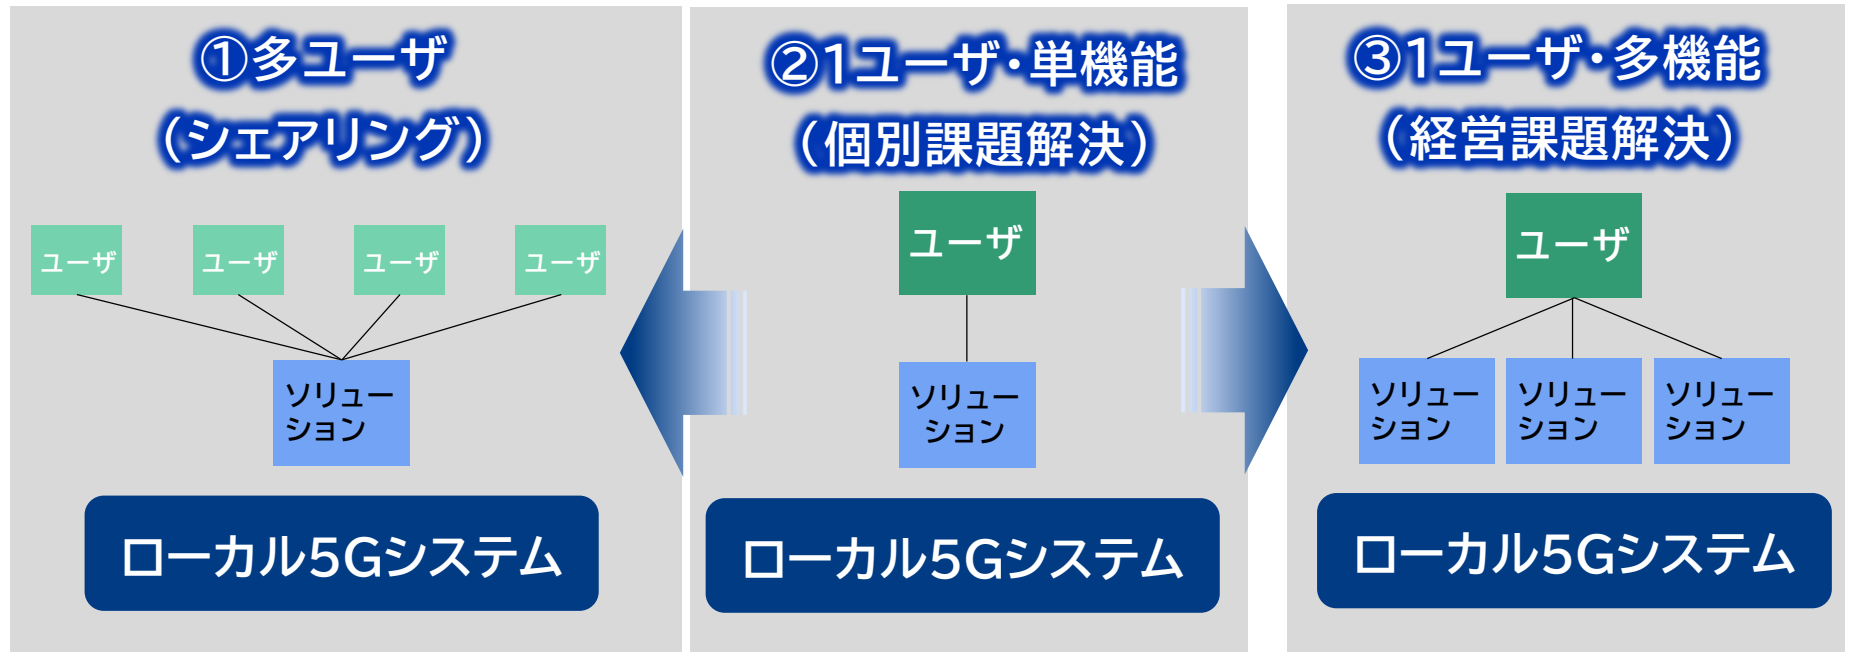 ①多ユーザ
（シェアリング）
ユーザ
ユーザ
ユーザ
ユーザ
ソリュー
ション
ローカル5Gシステム
②1ユーザ・単機能
（個別課題解決）
ユーザ
ソリュー
ション
ローカル5Gシステム
③1ユーザ・多機能
（経営課題解決）
ユーザ
ソリュー
ション
ソリュー
ション
ソリュー
ション
ローカル5Gシステム